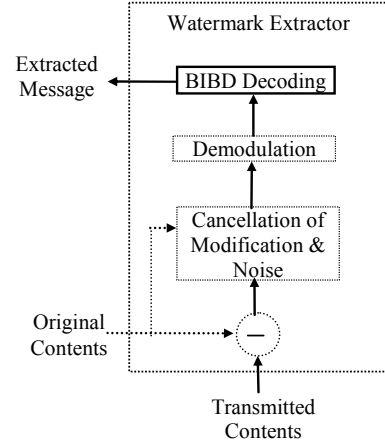 Watermark Extractor
Extracted
Message
BIBD Decoding
Demodulation
Cancellation of
Modification &
Noise
Original
Contents
–
Transmitted
Contents